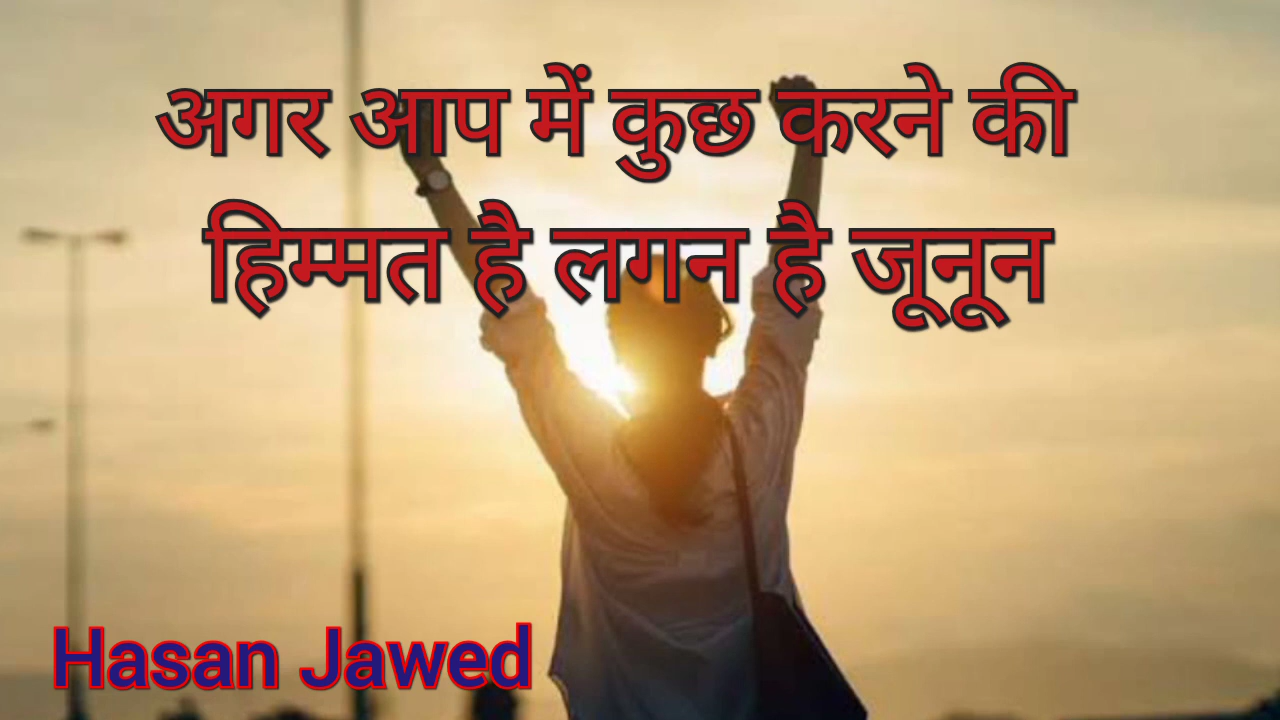 अगर आप में कुछ करने की
हिम्मत है लगन है जूनून
Hasan Jawed